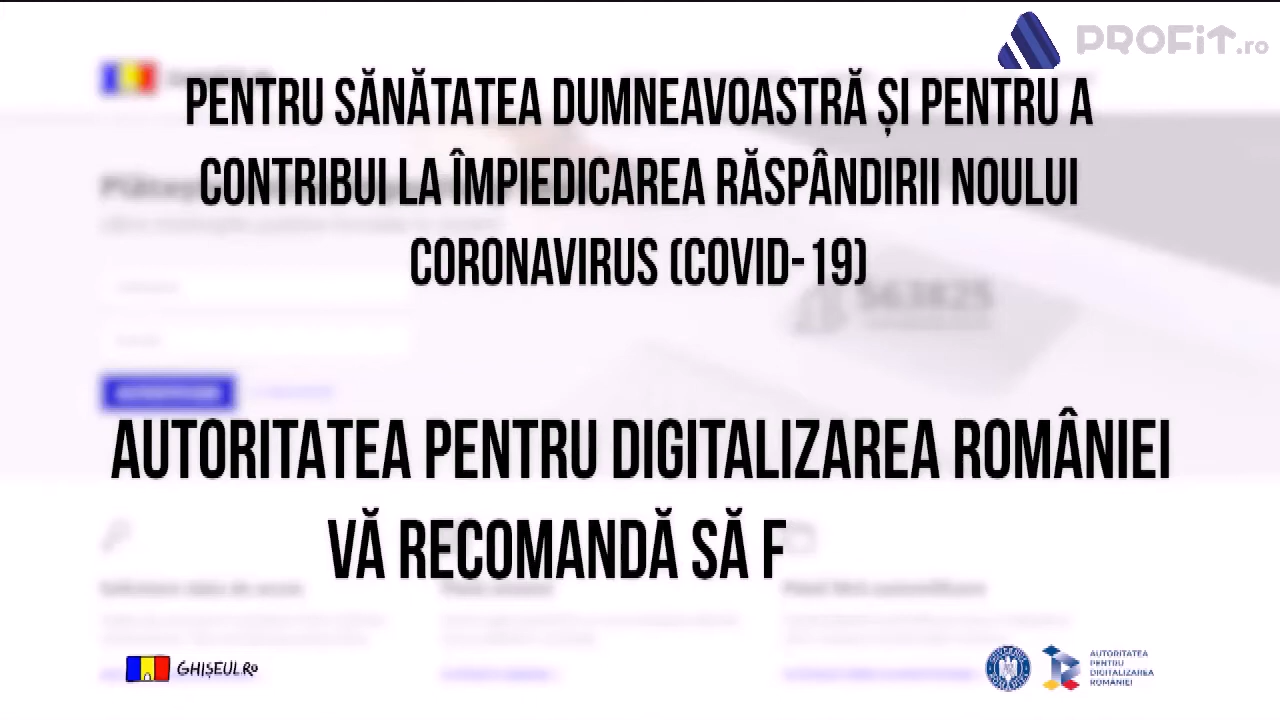 PROFIT.ro
PENTRU SĂNĂTATEA DUMNEAVOASTRĂ ȘI PENTRU A
CONTRIBUI LA ÎMPIEDICAREA RĂSPÂNDIRII NOULUI
CORONAVIRUS (COVID-19)
563825
AUTORITATEA PENTRU DIGITALIZAREA ROMÂNIEI
VĂ RECOMANDĂ SĂ F
GHIȘEUL.RO
AUTORITATEA
PENTRU
DIGITALIZAREA
ROMÂNIEI